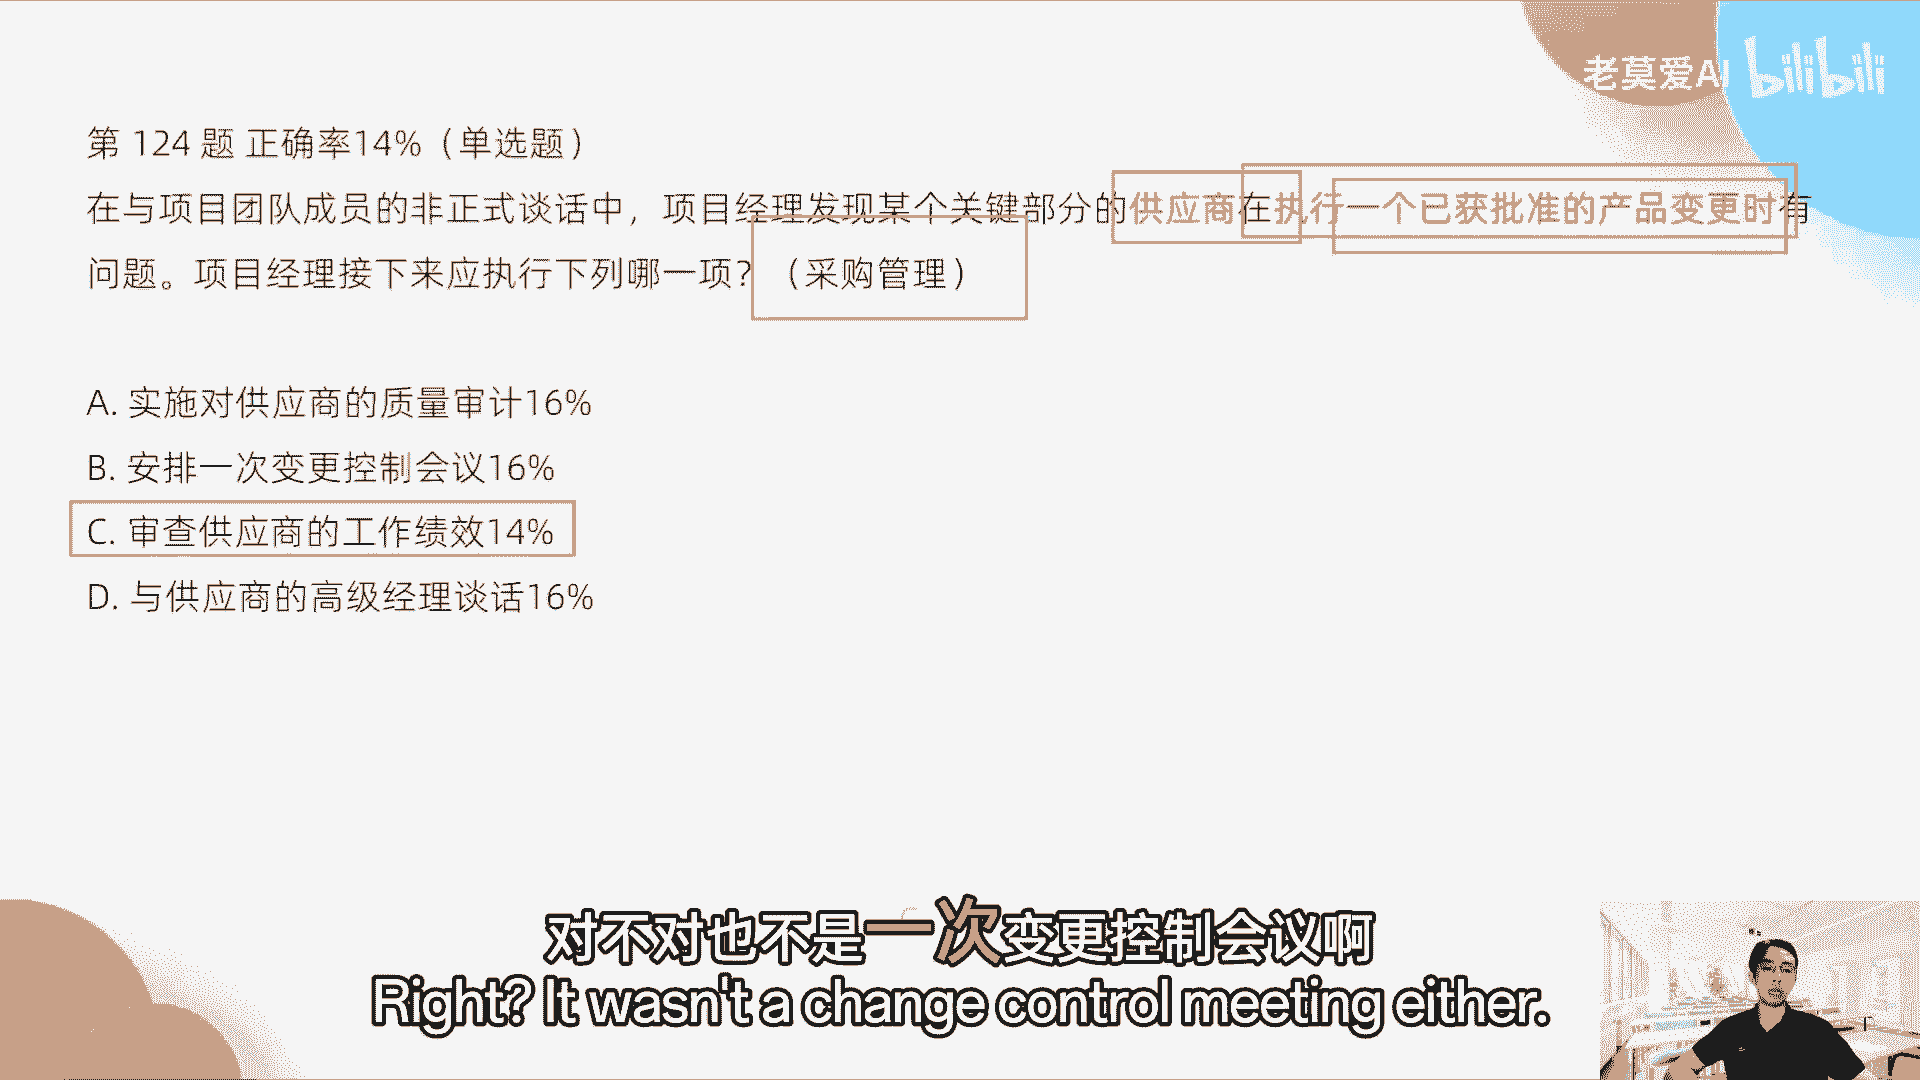 老莫爱AI bilibili
第 124 题 正确率14%（单选题）
在与项目团队成员的非正式谈话中，项目经理发现某个关键部分的供应商在执行一个已获批准的产品变更时有
问题。项目经理接下来应执行下列哪一项？（采购管理）
A. 实施对供应商的质量审计16%
B. 安排一次变更控制会议16%
C. 审查供应商的工作绩效14%
D. 与供应商的高级经理谈话16%
对不对也不是一次变更控制会议啊
Right? It wasn't a change control meeting either.